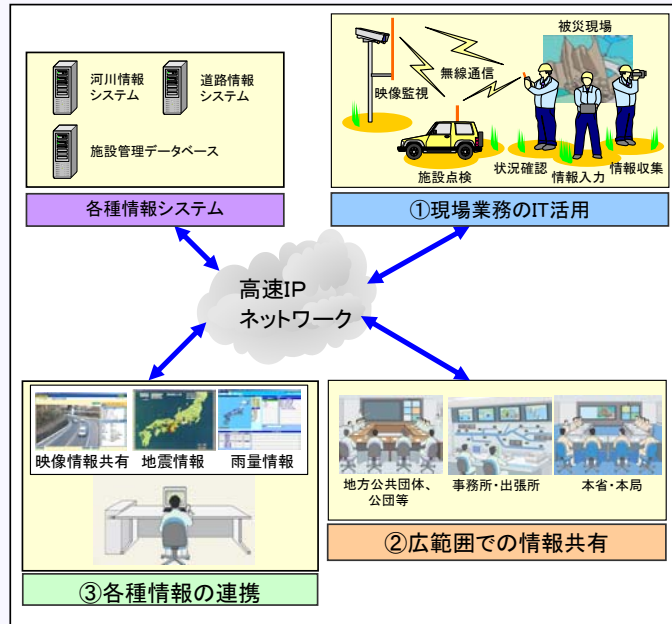 河川情報
システム
道路情報
システム
施設管理データベース
各種情報システム
被災現場
無線通信
映像監視
施設点検
状況確認
情報入力
情報収集
①現場業務のIT活用
高速IP
ネットワーク
映像情報共有
地震情報
雨量情報
③各種情報の連携
地方公共団体、
公団等
事務所・出張所
本省・本局
②広範囲での情報共有